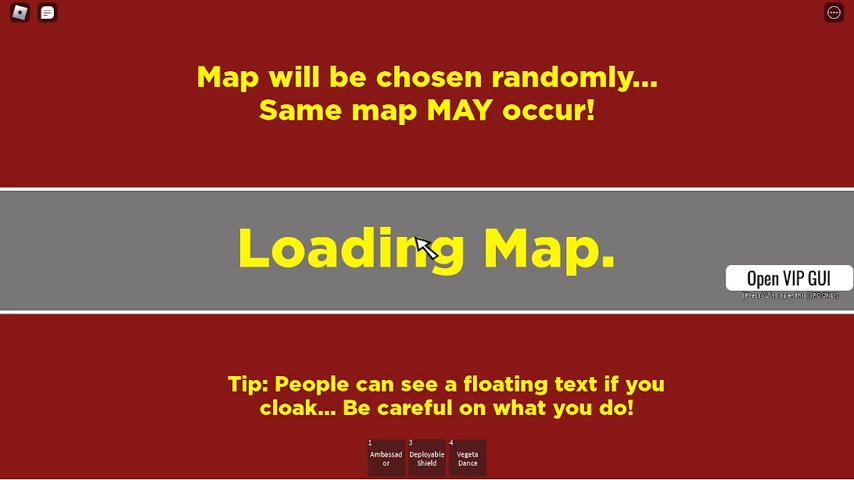 Map will be chosen randomly...
Same map MAY occur!
Loading Map.
Open VIP GUI
Tip: People can see a floating text if you
cloak... Be careful on what you do!
1
Ambassad
or
3
Deployable
Shield
4
Vegeta
Dance